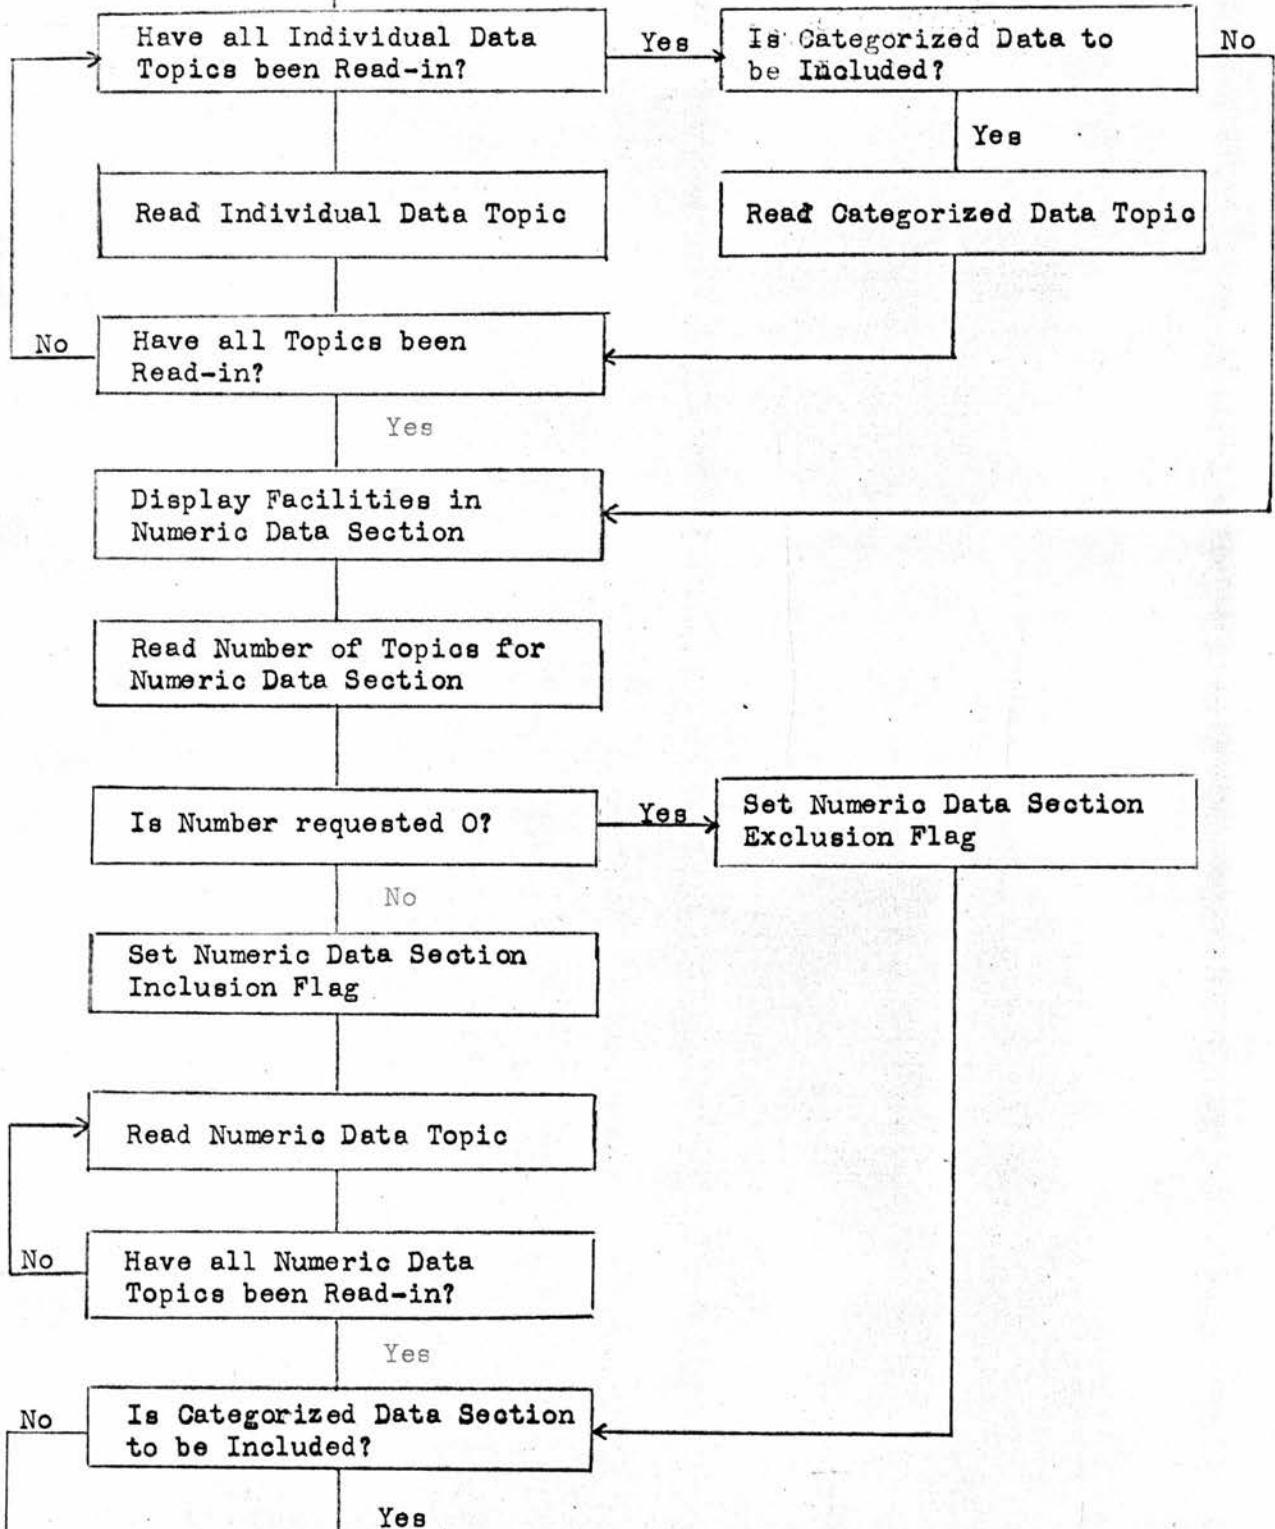 Have all Individual Data
Topics been Read-in?
Yes
Is Categorized Data to
be Included?
No
Yes
Read Individual Data Topic
Read Categorized Data Topic
No
Have all Topics been
Read-in?
Yes
Display Facilities in
Numeric Data Section
Read Number of Topics for
Numeric Data Section
Is Number requested 0?
Yes
Set Numeric Data Section
Exclusion Flag
No
Set Numeric Data Section
Inclusion Flag
Read Numeric Data Topic
No
Have all Numeric Data
Topics been Read-in?
Yes
No
Is Categorized Data Section
to be Included?
Yes